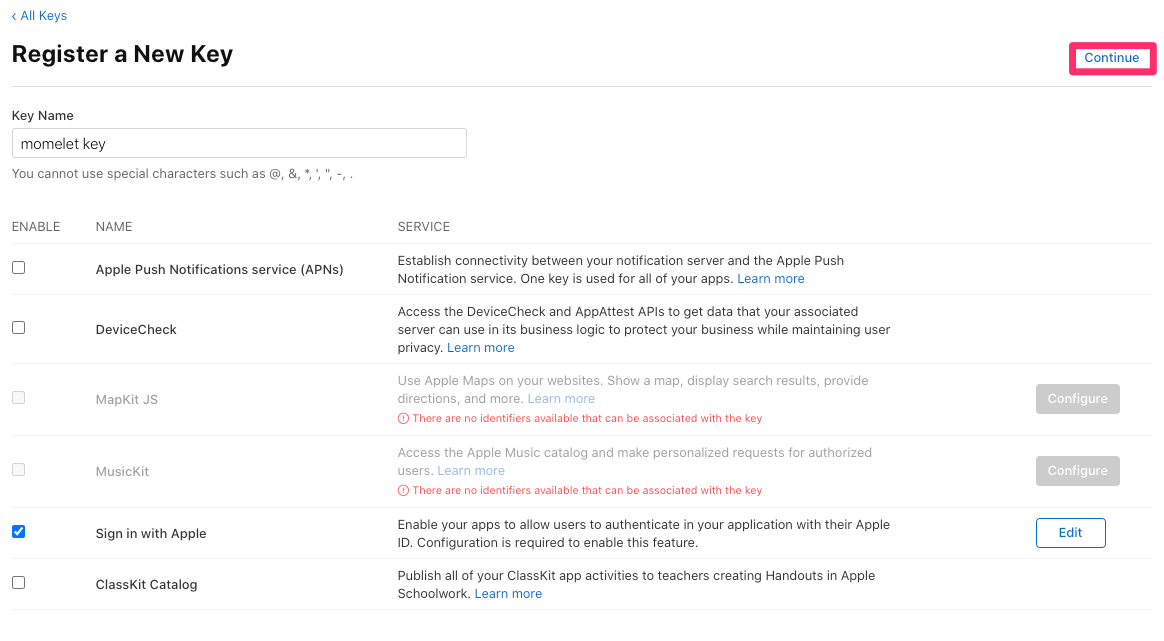 ‹ All Keys
Register a New Key
Continue
Key Name
momelet key
You cannot use special characters such as @, &, *, ', ", -, .
ENABLE NAME SERVICE
Apple Push Notifications service (APNs)
Establish connectivity between your notification server and the Apple Push
Notification service. One key is used for all of your apps. Learn more
DeviceCheck
Access the DeviceCheck and AppAttest APIs to get data that your associated
server can use in its business logic to protect your business while maintaining user
privacy. Learn more
MapKit JS
Use Apple Maps on your websites. Show a map, display search results, provide
directions, and more. Learn more
There are no identifiers available that can be associated with the key
Configure
MusicKit
Access the Apple Music catalog and make personalized requests for authorized
users. Learn more
There are no identifiers available that can be associated with the key
Configure
Sign in with Apple
Enable your apps to allow users to authenticate in your application with their Apple
ID. Configuration is required to enable this feature.
Edit
ClassKit Catalog
Publish all of your ClassKit app activities to teachers creating Handouts in Apple
Schoolwork. Learn more